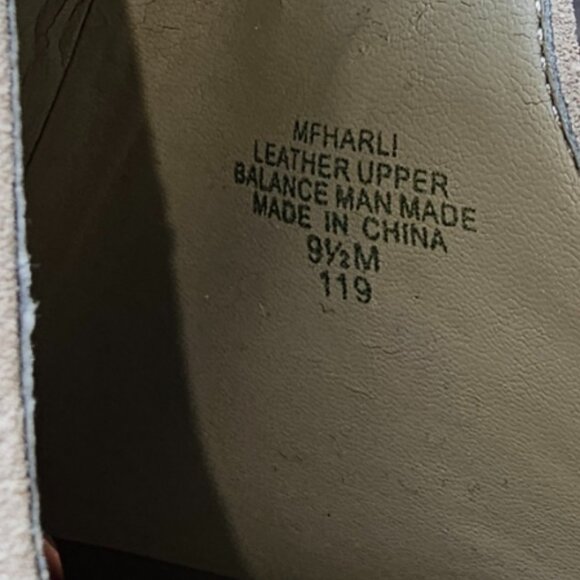 MFHARLI
LEATHER UPPER
BALANCE MAN MADE
MADE IN CHINA
9½M
119